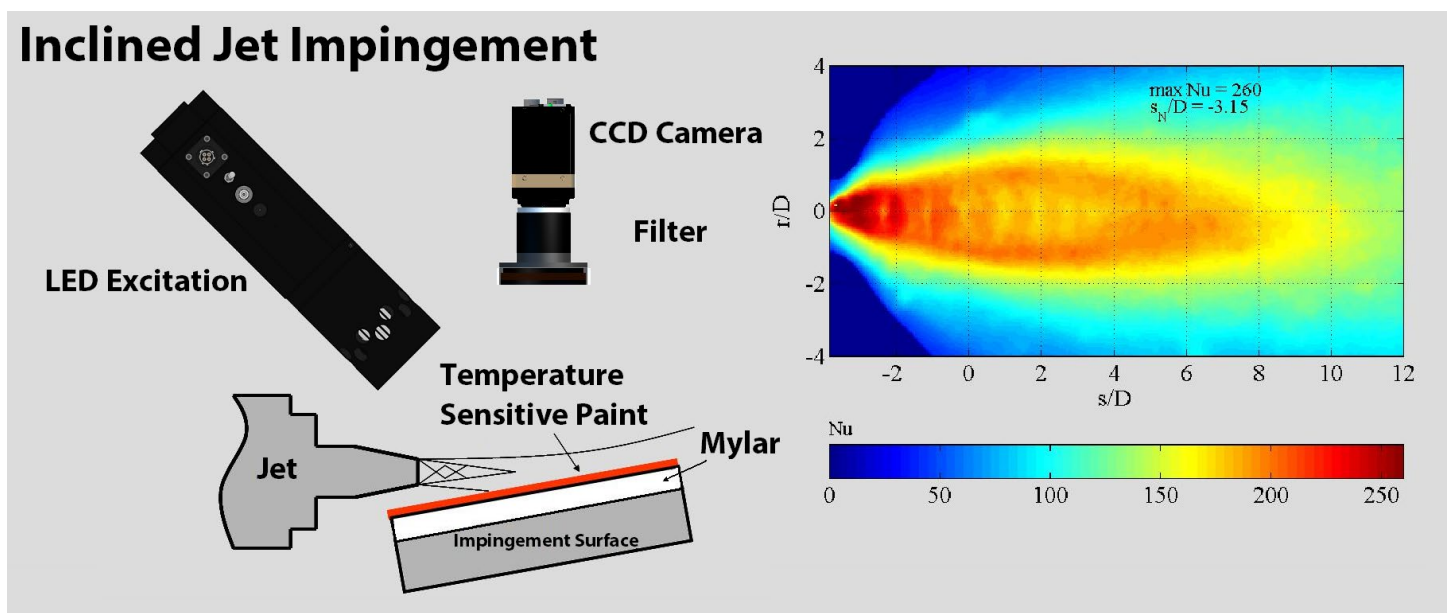 Inclined Jet Impingement
CCD Camera
Filter
LED Excitation
Temperature
Sensitive Paint
Mylar
Jet
Impingement Surface
max Nu = 260
s_N/D = -3.15
4
2
0
-2
-4
r/D
-2 0 2 4 6 8 10 12
s/D
Nu
0 50 100 150 200 250